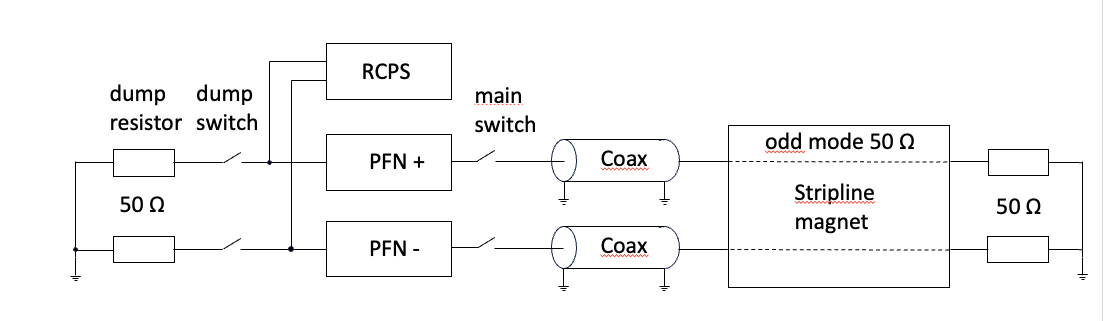 RCPS
dump dump
resistor switch
main
switch
PFN +
Coax
odd mode 50 Ω
50 Ω
Stripline
magnet
50 Ω
PFN -
Coax